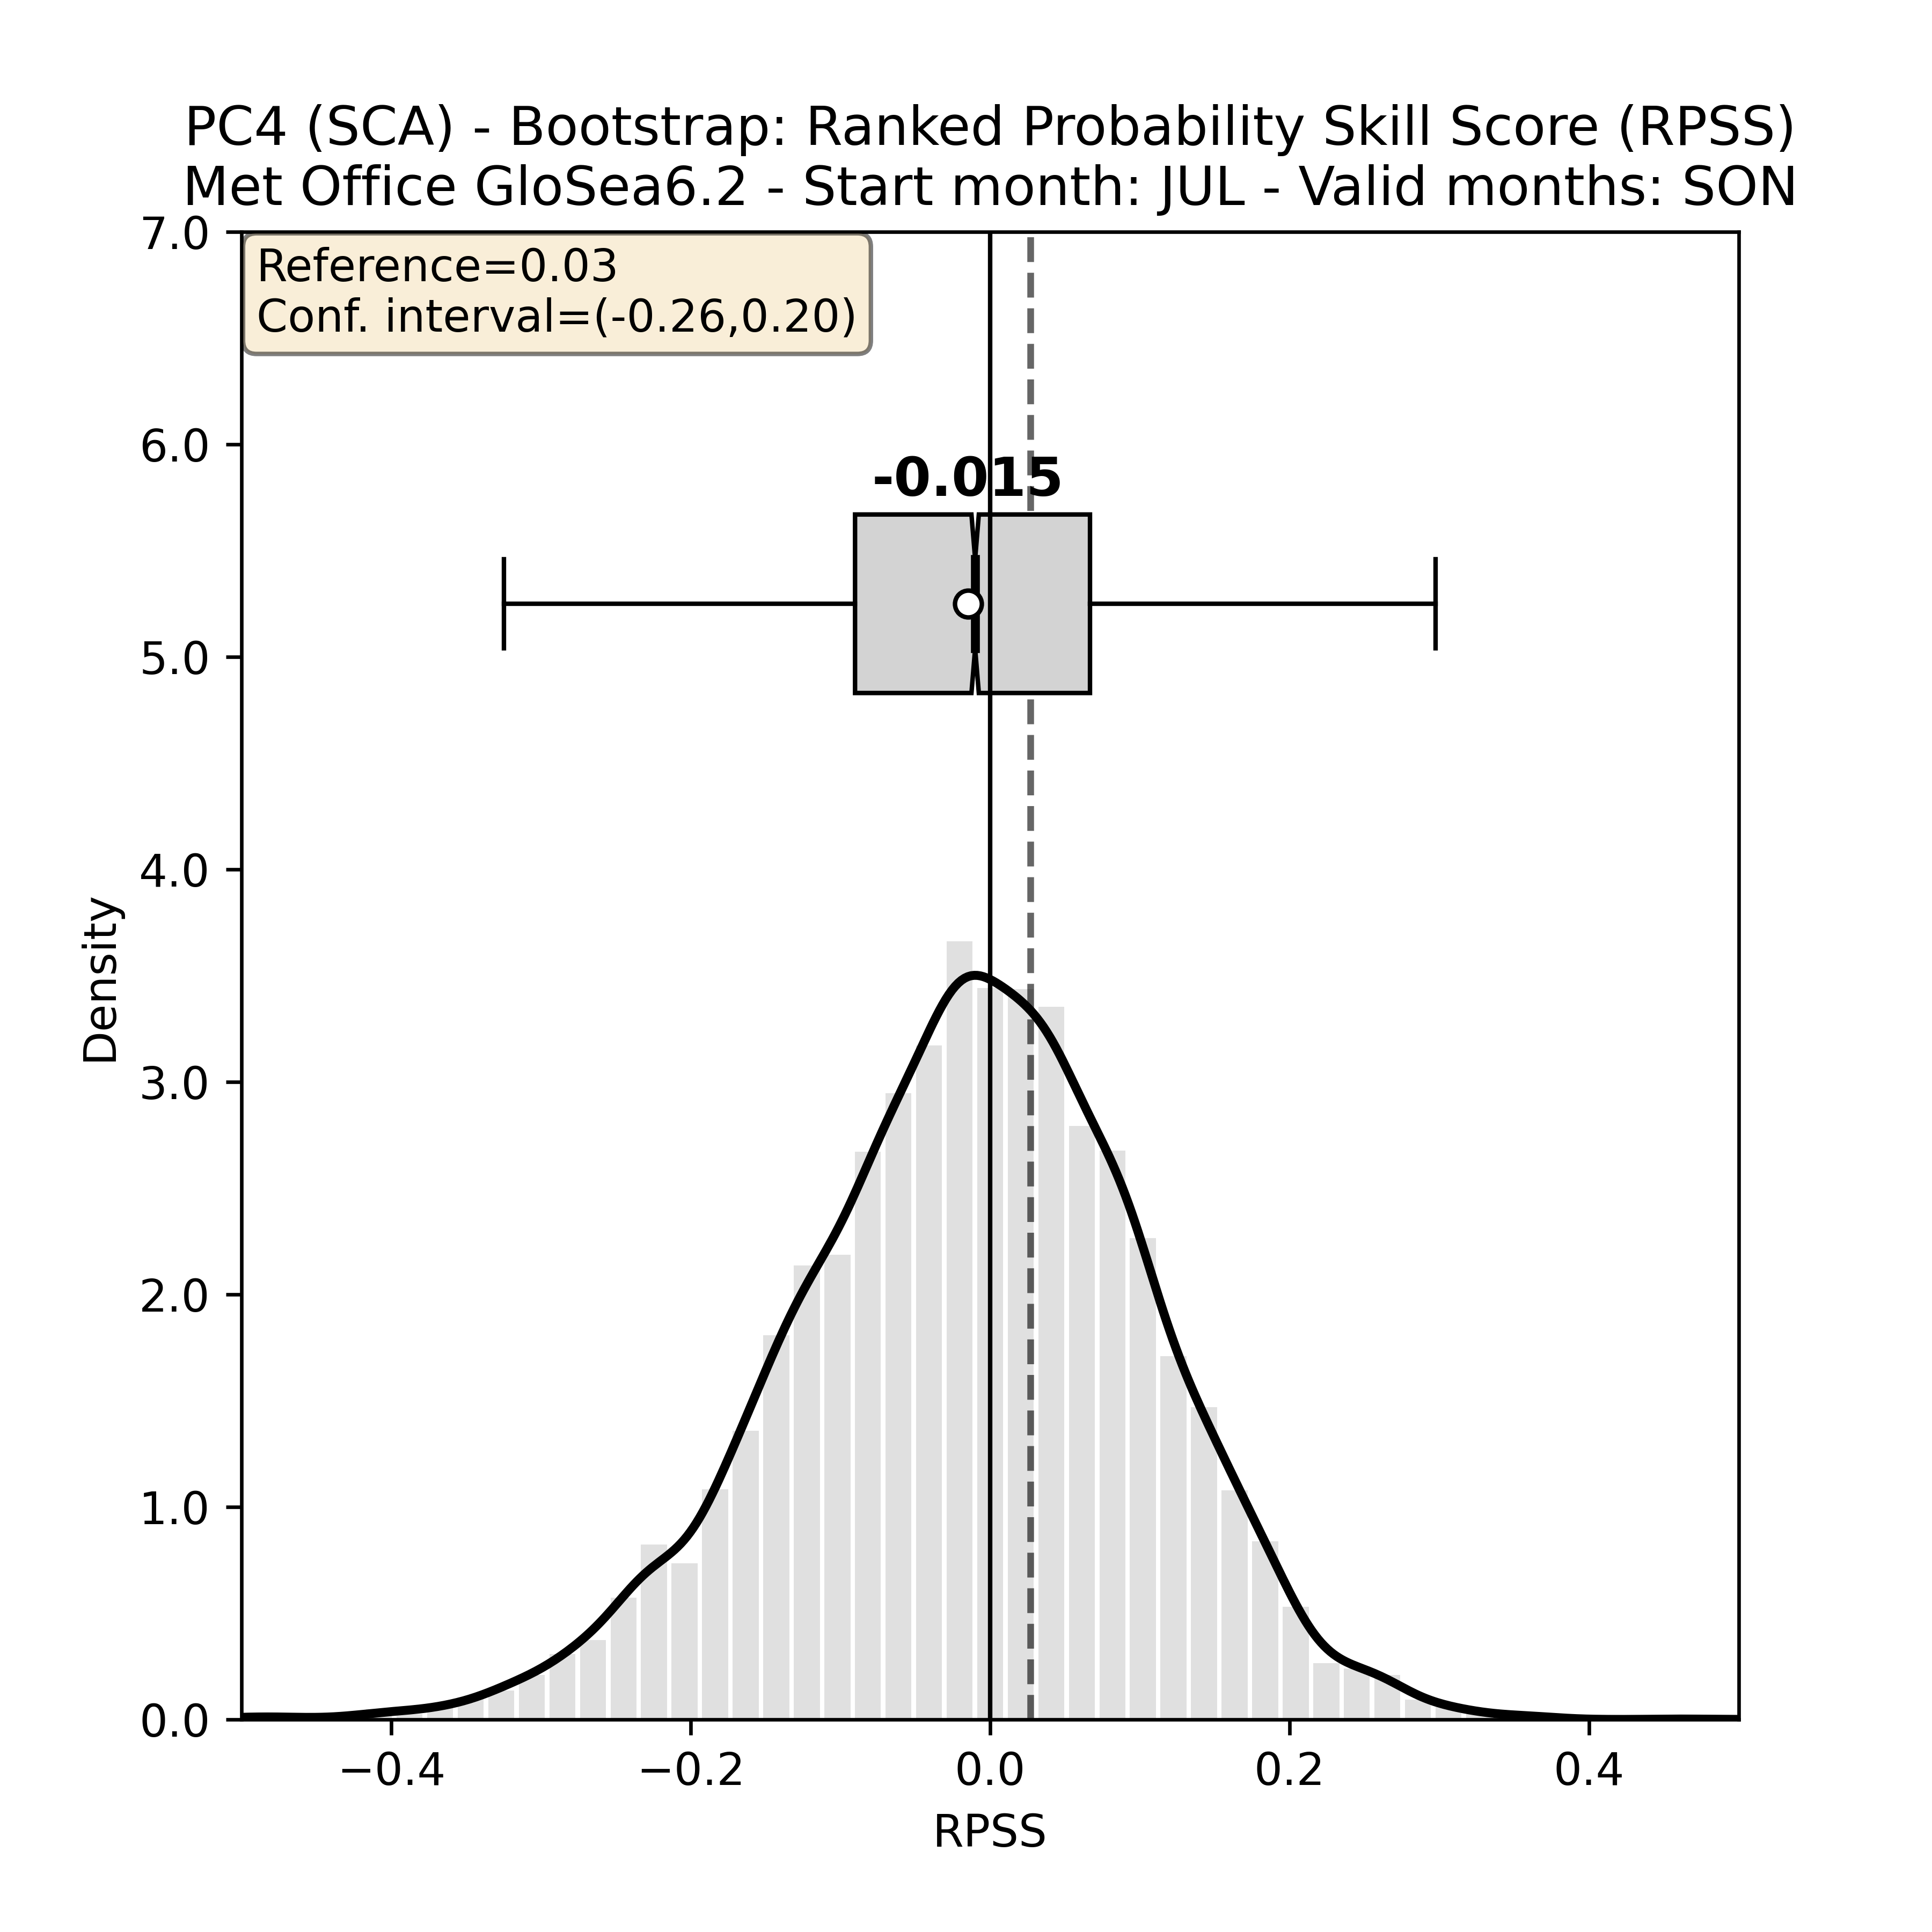 PC4 (SCA) - Bootstrap: Ranked Probability Skill Score (RPSS)
Met Office GloSea6.2 - Start month: JUL - Valid months: SON
Reference=0.03
Conf. interval=(-0.26,0.20)
-0.015
7.0
6.0
5.0
4.0
3.0
2.0
1.0
0.0
Density
−0.4
−0.2
0.0
0.2
0.4
RPSS